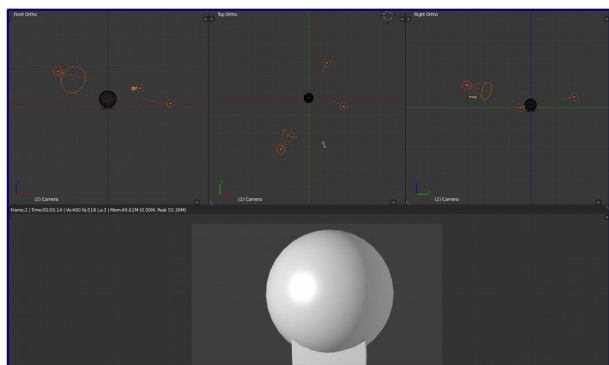 Front Ortho
Top Ortho
Right Ortho
(2) Camera
(2) Camera
(2) Camera
Frame:2 | Time:00:00.14 | Ve:490 Fa:518 La:3 | Mem:49.81M (0.00M, Peak 55.38M)